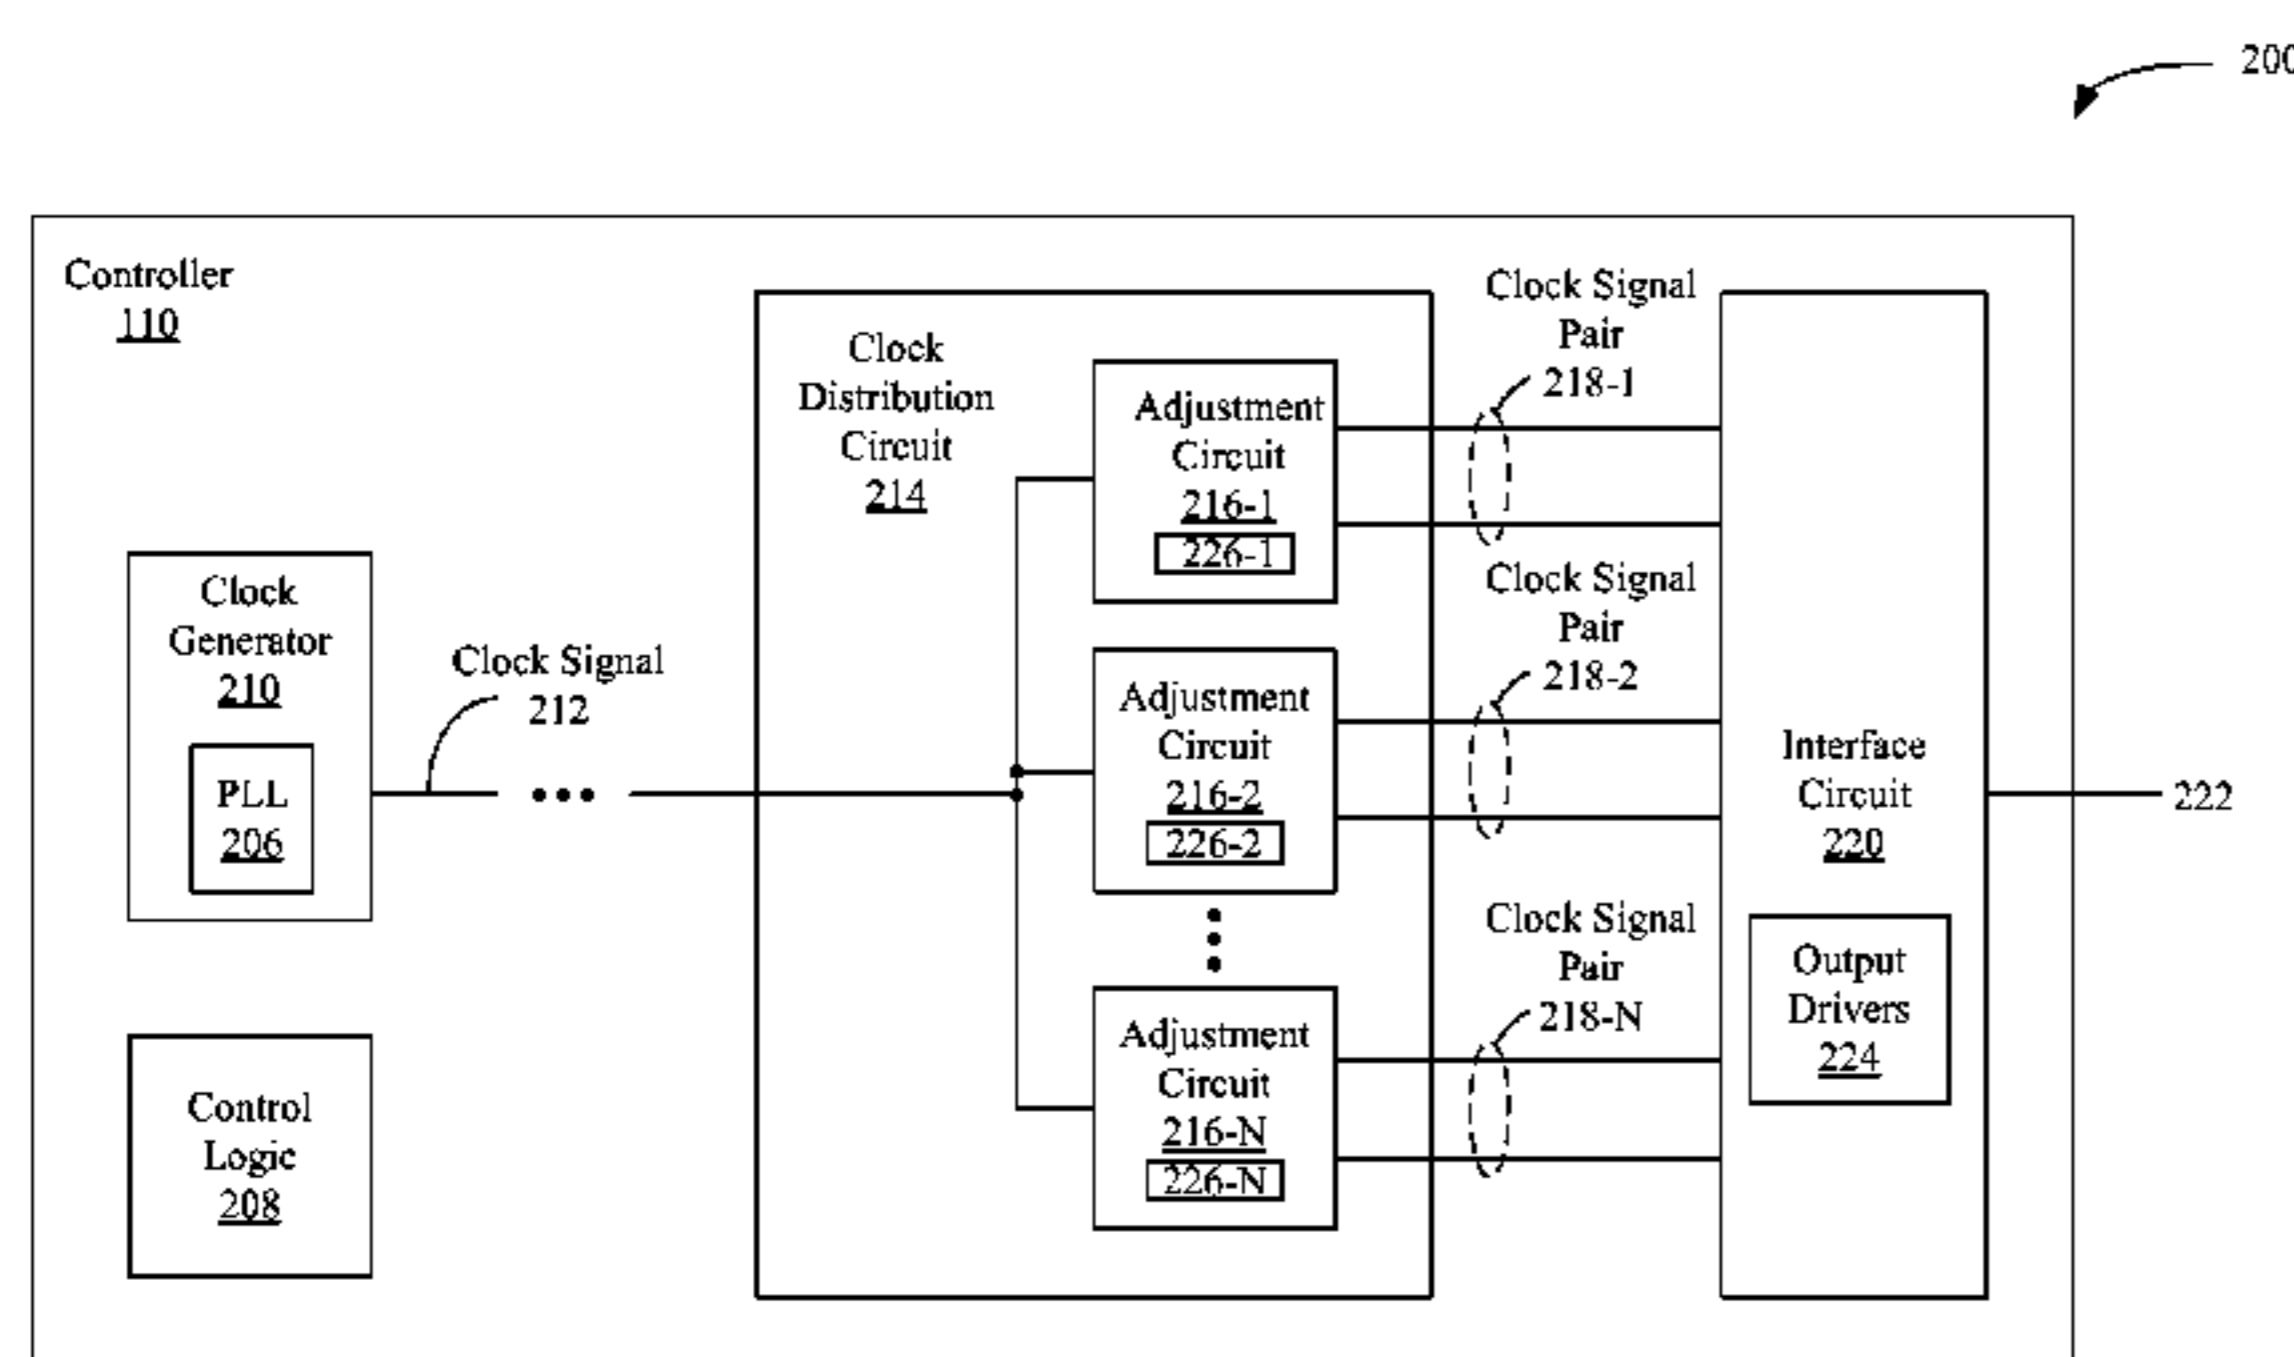 200
Controller
110
Clock
Distribution
Circuit
214
Clock
Generator
210
PLL
206
Clock Signal
212
Control
Logic
208
Adjustment
Circuit
216-1
226-1
Adjustment
Circuit
216-2
226-2
Adjustment
Circuit
216-N
226-N
Clock Signal
Pair
218-1
Clock Signal
Pair
218-2
Clock Signal
Pair
218-N
Interface
Circuit
220
Output
Drivers
224
222